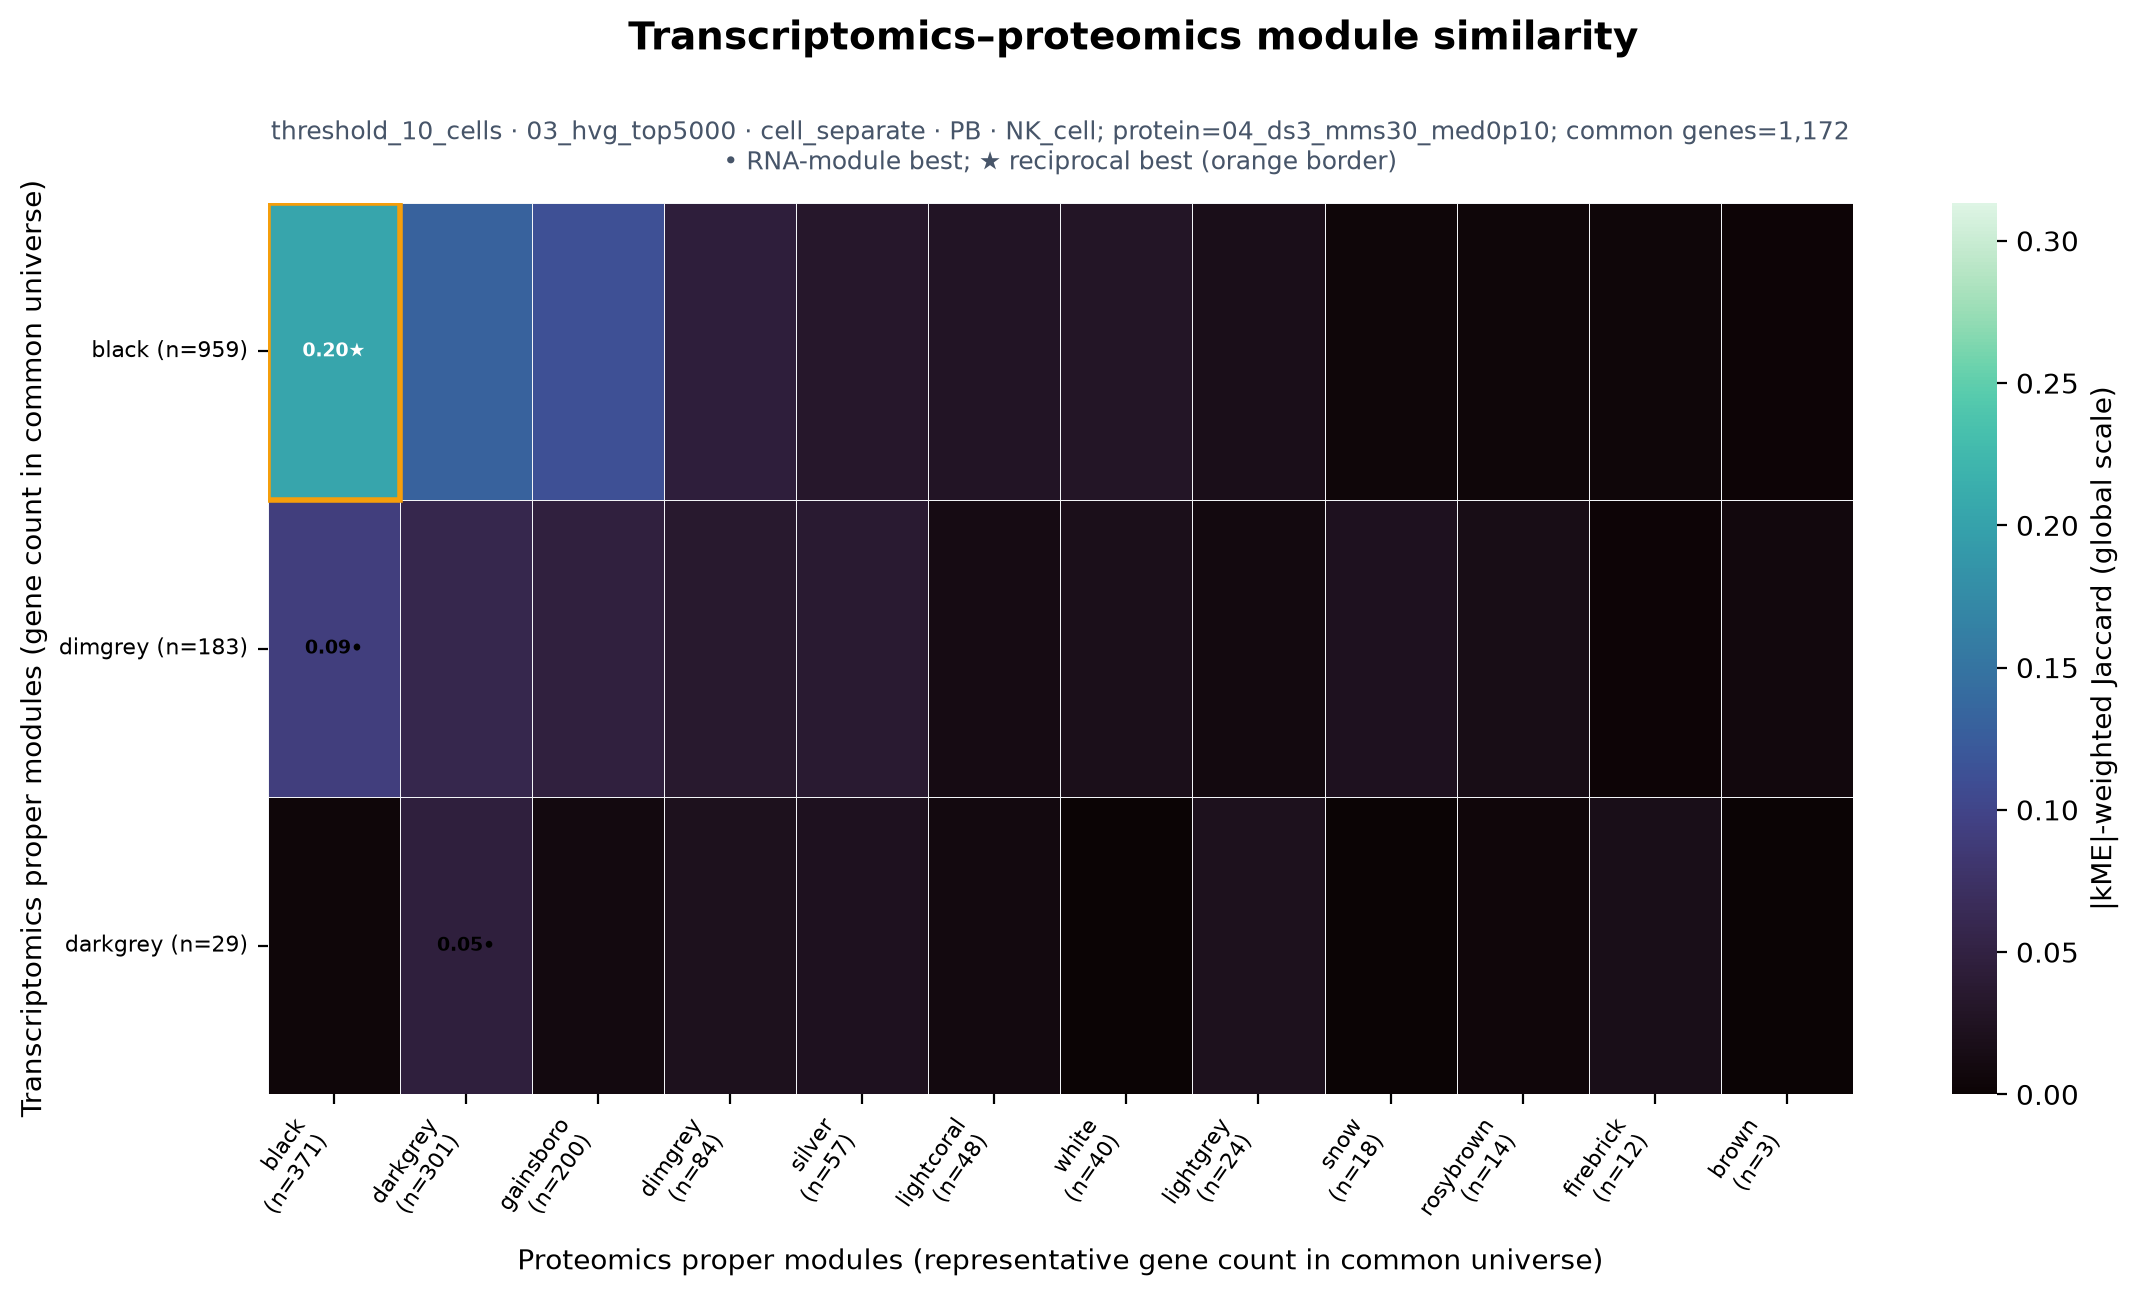 Transcriptomics–proteomics module similarity
threshold_10_cells · 03_hvg_top5000 · cell_separate · PB · NK_cell; protein=04_ds3_mms30_med0p10; common genes=1,172
• RNA-module best; ★ reciprocal best (orange border)
Transcriptomics proper modules (gene count in common universe)
black (n=959)
dimgrey (n=183)
darkgrey (n=29)
0.20★
0.09•
0.05•
black
(n=371)
darkgrey
(n=301)
gainsboro
(n=200)
dimgrey
(n=84)
silver
(n=57)
lightcoral
(n=48)
white
(n=40)
lightgrey
(n=24)
snow
(n=18)
rosybrown
(n=14)
firebrick
(n=12)
brown
(n=3)
Proteomics proper modules (representative gene count in common universe)
0.30
0.25
0.20
0.15
0.10
0.05
0.00
|kME|-weighted Jaccard (global scale)